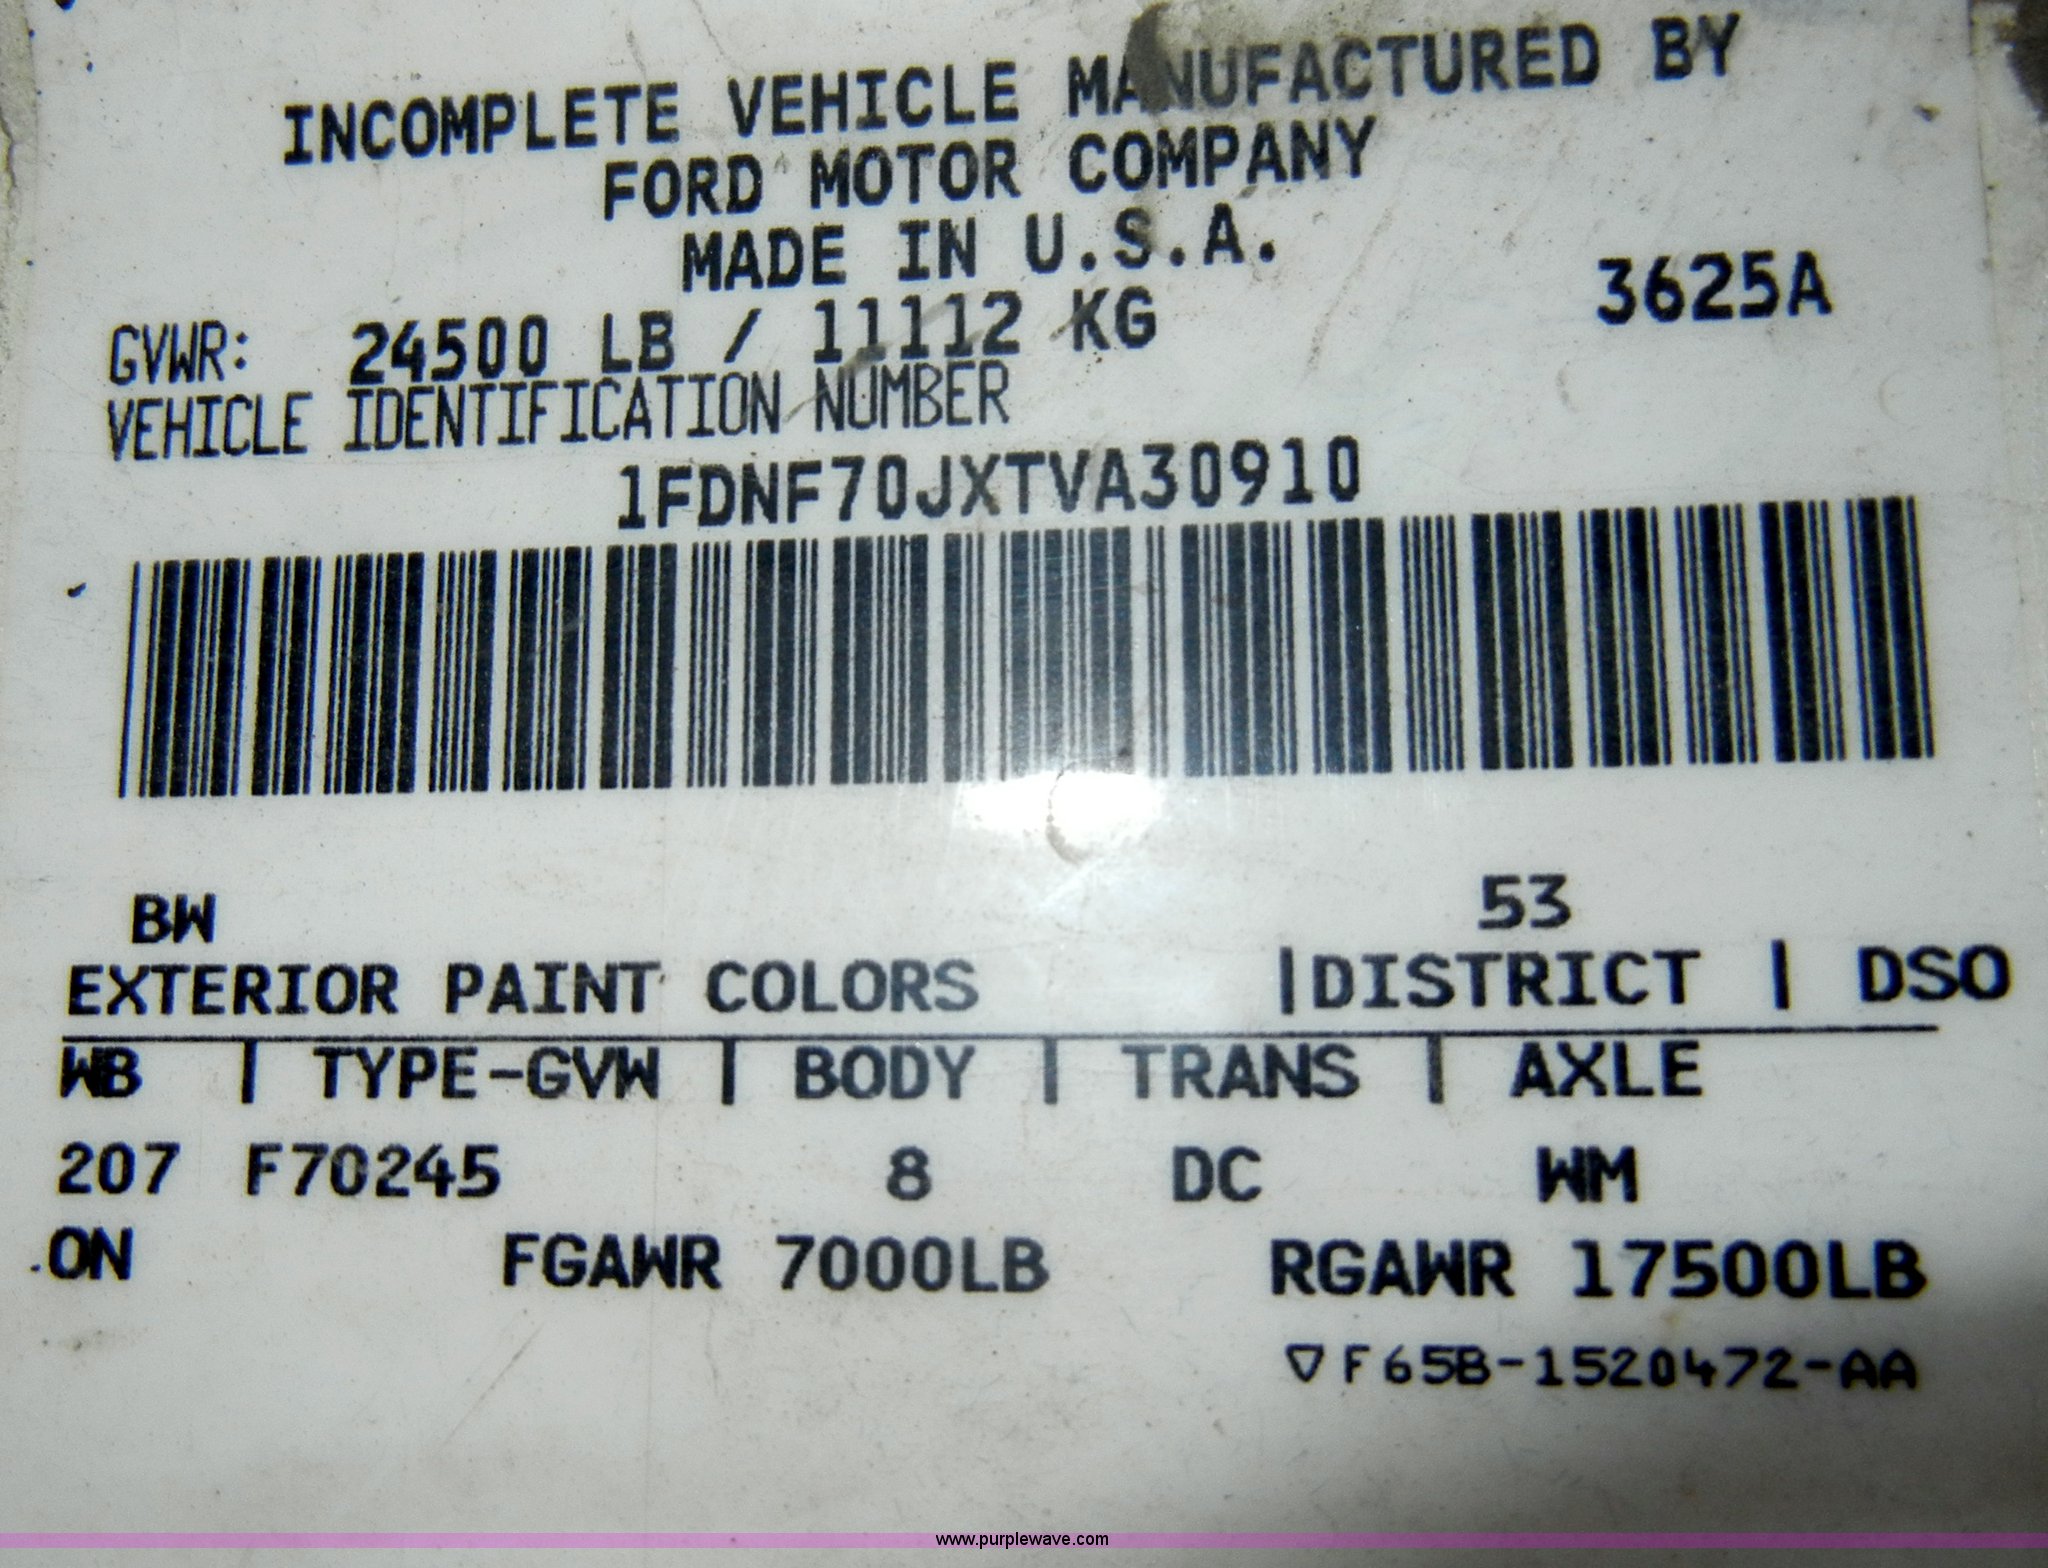 INCOMPLETE VEHICLE MANUFACTURED BY
FORD MOTOR COMPANY
MADE IN U.S.A.
3625A
GVWR: 24500 LB / 11112 KG
VEHICLE IDENTIFICATION NUMBER
1FDNF70JXTVA30910
BW 53
EXTERIOR PAINT COLORS |DISTRICT | DSO
WB | TYPE-GVW | BODY | TRANS | AXLE
207 F70245 8 DC WM
ON FGAWR 7000LB RGAWR 17500LB
▽F65B-1520472-AA
www.purplewave.com